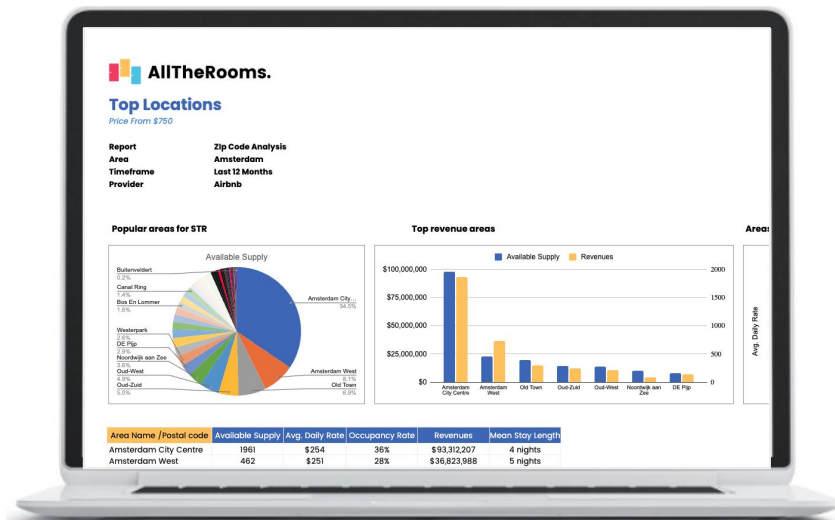 AllTheRooms.
Top Locations
Price From $750
Report ZIp Code Analysis
Area Amsterdam
Timeframe Last 12 Months
Provider Airbnb
Popular areas for STR
Available Supply
Buitenveldert
0.2%
Canal Ring
1.4%
Bos En Lommer
1.8%
Westerpark
2.6%
DE Pijp
2.9%
Noordwijk aan Zee
3.6%
Oud-West
4.9%
Oud-Zuid
5.0%
Amsterdam City...
34.5%
Amsterdam West
8.1%
Old Town
6.9%
Top revenue areas
Available Supply Revenues
$100,000,000 2000
$75,000,000 1500
$50,000,000 1000
$25,000,000 500
$0 0
Amsterdam City Centre
Amsterdam West
Old Town
Oud-Zuid
Oud-West
Noordwijk aan Zee
DE Pijp
Areas
Avg. Daily Rate
Area Name /Postal code Available Supply Avg. Daily Rate Occupancy Rate Revenues Mean Stay Length
Amsterdam City Centre 1961 $254 36% $93,312,207 4 nights
Amsterdam West 462 $251 28% $36,823,988 5 nights